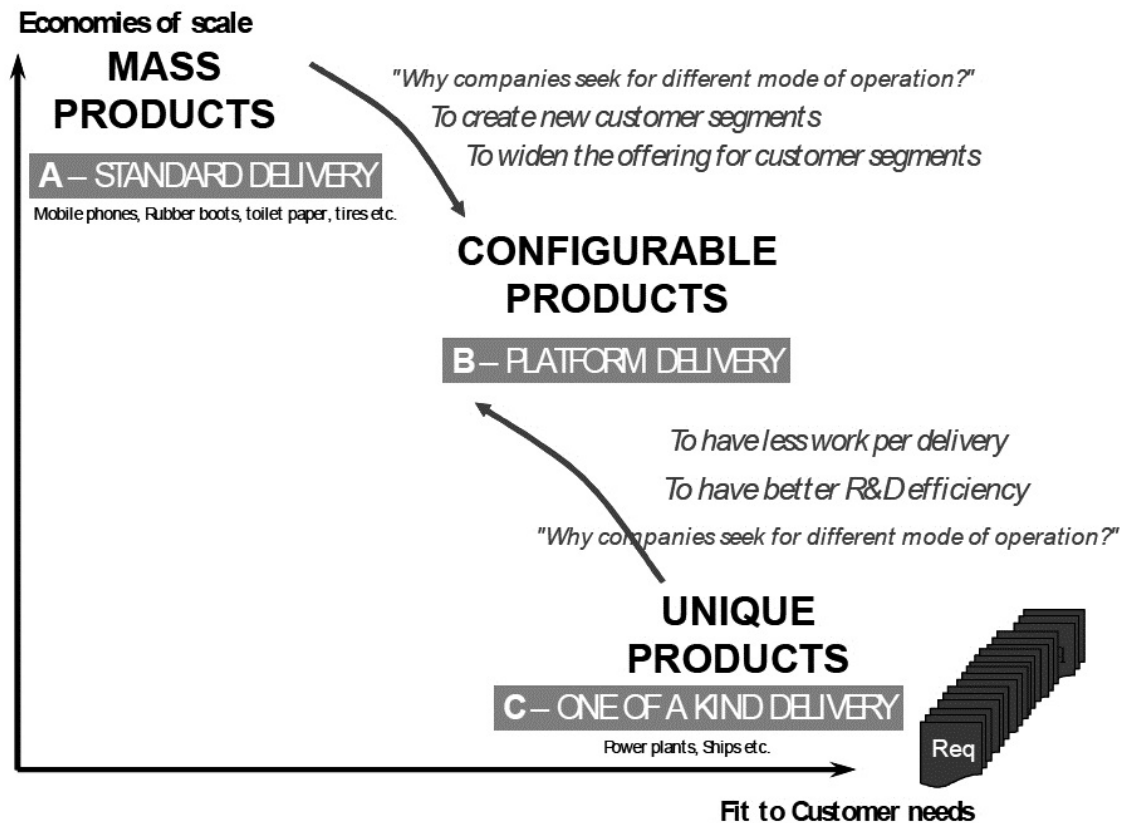 Economies of scale
MASS
PRODUCTS
A – STANDARD DELIVERY
Mobile phones, Rubber boots, toilet paper, tires etc.
"Why companies seek for different mode of operation?"
To create new customer segments
To widen the offering for customer segments
CONFIGURABLE
PRODUCTS
B – PLATFORM DELIVERY
To have less work per delivery
To have better R&D efficiency
"Why companies seek for different mode of operation?"
UNIQUE
PRODUCTS
C – ONE OF A KIND DELIVERY
Power plants, Ships etc.
Req
Fit to Customer needs